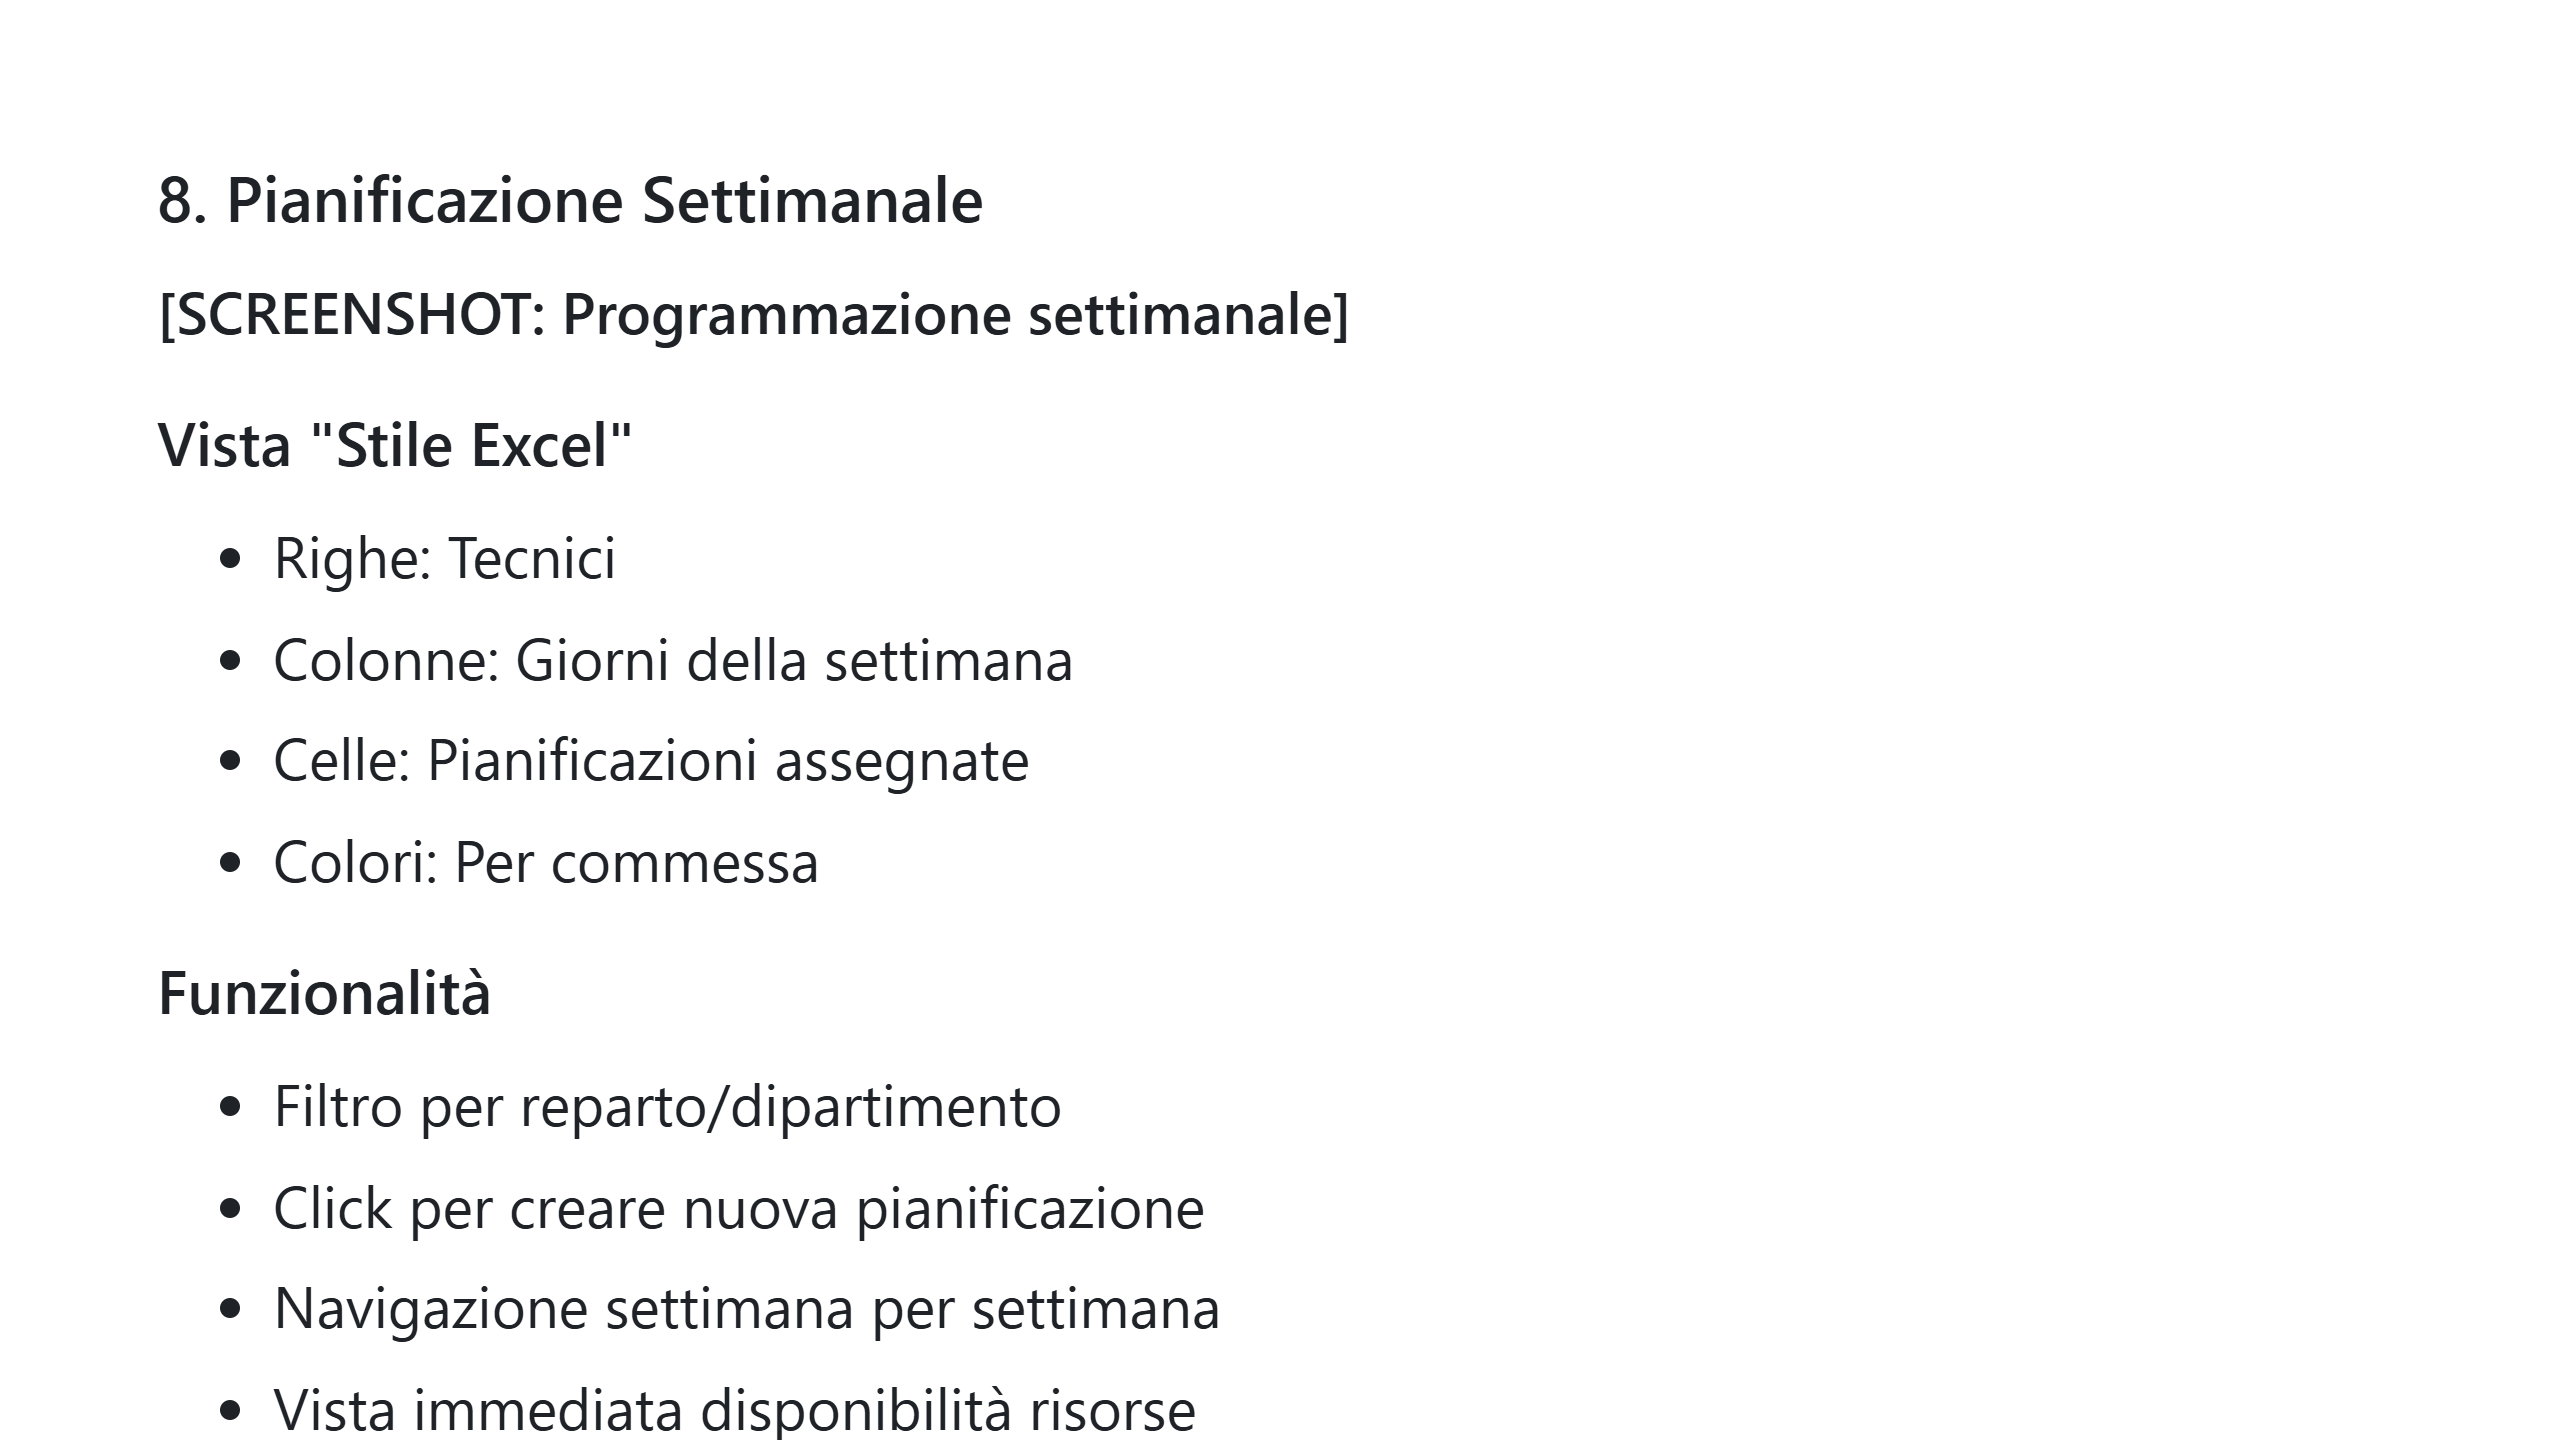 8. Pianificazione Settimanale
[SCREENSHOT: Programmazione settimanale]
Vista "Stile Excel"
• Righe: Tecnici
• Colonne: Giorni della settimana
• Celle: Pianificazioni assegnate
• Colori: Per commessa
Funzionalità
• Filtro per reparto/dipartimento
• Click per creare nuova pianificazione
• Navigazione settimana per settimana
• Vista immediata disponibilità risorse